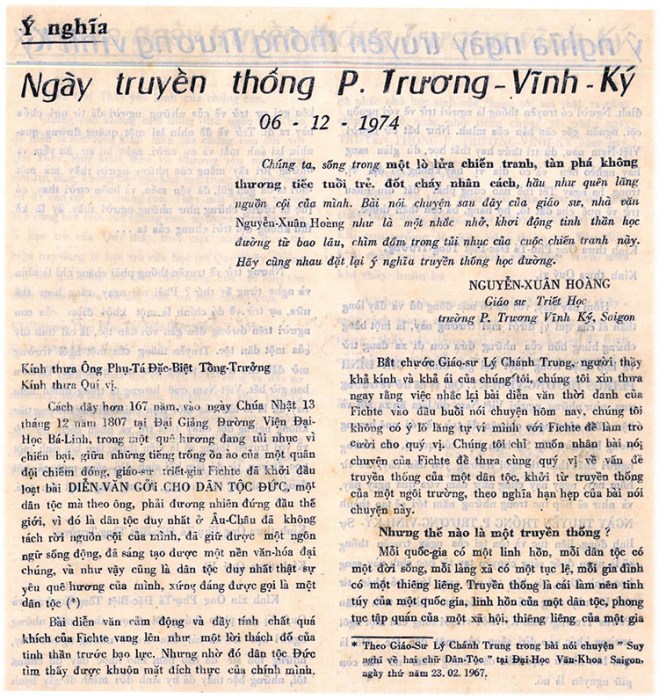 Ý nghĩa
Ngày truyền thống P. Trương-Vĩnh-Ký
06 - 12 - 1974
Chúng ta, sống trong một lò lửa chiến tranh, tàn phá không
thương tiếc tuổi trẻ, đốt cháy nhân cách, hầu như quên lãng
nguồn cội của mình. Bài nói chuyện sau đây của giáo sư, nhà văn
Nguyễn-Xuân Hoàng như là một nhắc nhở, khơi động tinh thần học
đường từ bao lâu, chìm đắm trong tủi nhục của cuộc chiến tranh này.
Hãy cùng nhau đặt lại ý nghĩa truyền thống học đường.
NGUYỄN-XUÂN HOÀNG
Giáo sư Triết Học
trường P. Trương Vĩnh Ký, Saigon
Kính thưa Ông Phụ-Tá Đặc-Biệt Tổng-Trưởng
Kính thưa Quí vị.
Cách đây hơn 167 năm, vào ngày Chúa Nhật 13
tháng 12 năm 1807 tại Đại Giảng Đường Viện Đại-
Học Bá-Linh, trong một quê hương đang tủi nhục vì
chiến bại, giữa những tiếng ồn ào của một quân
đội chiếm đóng, giáo-sư triết-gia Fichte đã khởi đầu
loạt bài DIỄN-VĂN GỞI CHO DÂN TỘC ĐỨC, một
dân tộc mà theo ông, phải đương nhiên đứng đầu thế
giới, vì đó là dân tộc duy nhất ở Âu-Châu đã không
tách rời nguồn cội của mình, đã giữ được một ngôn
ngữ sống động, đã sáng tạo được một nền văn-hóa đại
chúng, và như vậy cũng là dân tộc duy nhất thật sự
yêu quê hương của mình, xứng đáng được gọi là một
dân tộc (*)
Bài diễn văn cảm động và đầy tính chất quá
khích của Fichte vang lên như một lời thách đố của
tinh thần trước bạo lực. Nhưng nhờ đó dân tộc Đức
tìm thấy được khuôn mặt đích thực của chính mình.
Bắt chước Giáo-sư Lý Chánh Trung, người thầy
khả kính và khả ái của chúng tôi, chúng tôi xin thưa
ngay rằng việc nhắc lại bài diễn văn thời danh của
Fichte vào đầu buổi nói chuyện hôm nay, chúng tôi
không có ý lố lăng tự ví mình với Fichte để làm trò
cười cho quý vị. Chúng tôi chỉ muốn nhân bài nói
chuyện của Fichte để thưa cùng quý vị về vấn đề
truyền thống của một dân tộc, khởi từ truyền thống
của một ngôi trường, theo nghĩa hạn hẹp của bài nói
chuyện này.
Nhưng thế nào là một truyền thống ?
Mỗi quốc-gia có một linh hồn, mỗi dân tộc có
một đời sống, mỗi làng xã có một tục lệ, mỗi gia đình
có một thiêng liêng. Truyền thống là cái làm nên tinh
túy của một quốc gia, linh hồn của một dân tộc, phong
tục tập quán của một xã hội, thiêng liêng của một gia
* Theo Giáo-Sư Lý Chánh Trung trong bài nói chuyện " Suy
nghĩ về hai chữ Dân-Tộc " tại Đại-Học Văn-Khoa Saigon.
ngày thứ năm 23. 02. 1967.